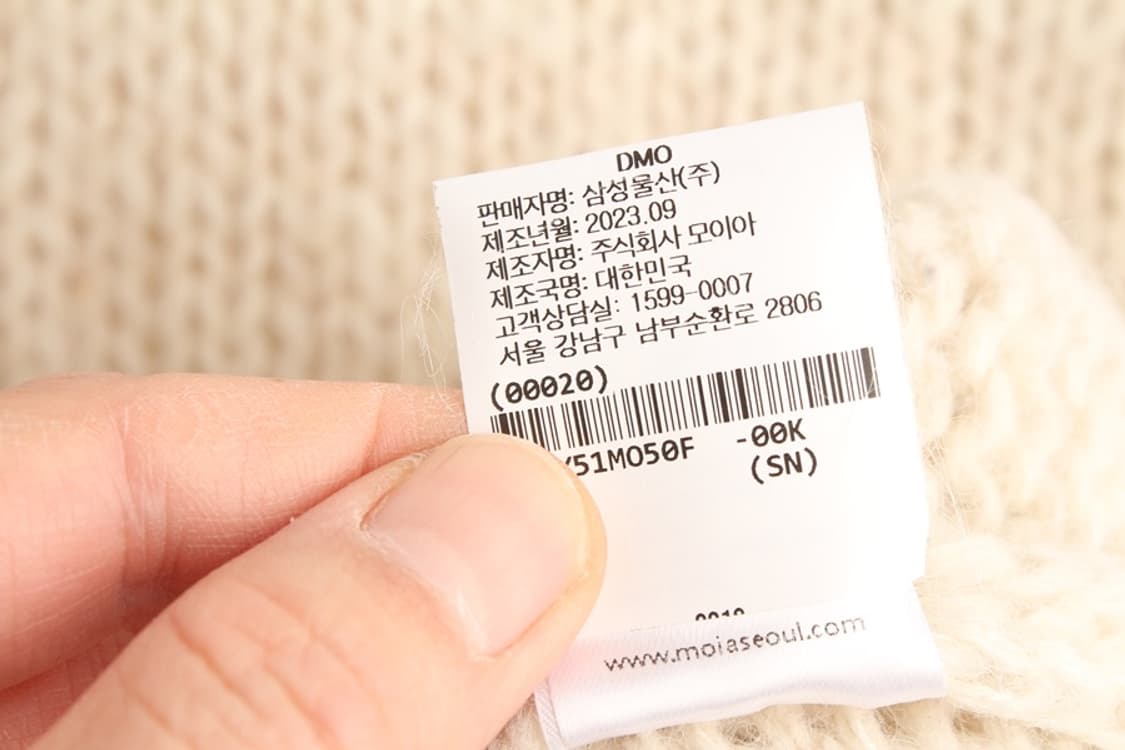 DMO
판매자명: 삼성물산(주)
제조년월: 2023.09
제조자명: 주식회사 모이아
제조국명: 대한민국
고객상담실: 1599-0007
서울 강남구 남부순환로 2806
(00020)
51MO50F -00K
(SN)
www.moiaseoul.com